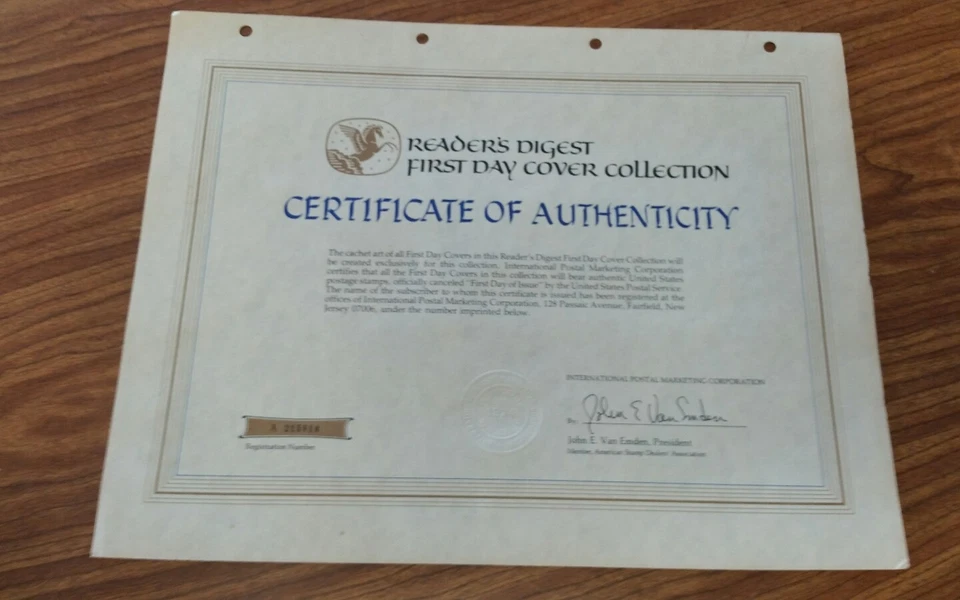 READER'S DIGEST
FIRST DAY COVER COLLECTION
CERTIFICATE OF AUTHENTICITY
The cachet art of all First Day Covers in this Reader's Digest First Day Cover Collection will
be created exclusively for this collection. International Postal Marketing Corporation
certifies that all the First Day Covers in this collection will bear authentic United States
postage stamps, officially canceled "First Day of Issue" by the United States Postal Service.
The name of the subscriber to whom this certificate is issued has been registered at the
offices of International Postal Marketing Corporation, 128 Passaic Avenue, Fairfield, New
Jersey 07006, under the number imprinted below.
INTERNATIONAL POSTAL MARKETING CORPORATION
By John E Van Emden
John E. Van Emden, President
Member, American Stamp Dealers' Association
Registration Number